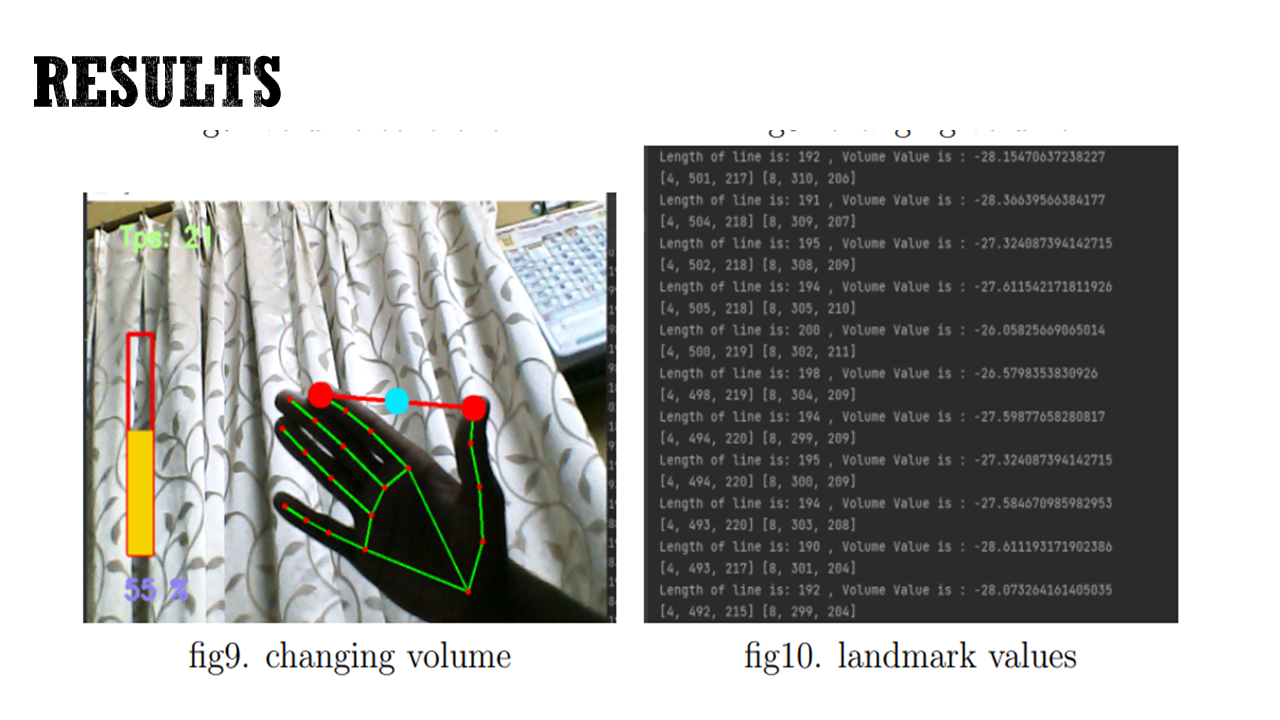 RESULTS
Tps: 21
55 %
fig9. changing volume
Length of line is: 192 , Volume Value is : -28.15470637238227
[4, 501, 217] [8, 310, 206]
Length of line is: 191 , Volume Value is : -28.36639566384177
[4, 504, 218] [8, 309, 207]
Length of line is: 195 , Volume Value is : -27.324087394142715
[4, 502, 218] [8, 308, 209]
Length of line is: 194 , Volume Value is : -27.611542171811926
[4, 505, 218] [8, 305, 210]
Length of line is: 200 , Volume Value is : -26.05825669065014
[4, 500, 219] [8, 302, 211]
Length of line is: 198 , Volume Value is : -26.5798353830926
[4, 498, 219] [8, 304, 209]
Length of line is: 194 , Volume Value is : -27.59877658280817
[4, 494, 220] [8, 299, 209]
Length of line is: 195 , Volume Value is : -27.324087394142715
[4, 494, 220] [8, 300, 209]
Length of line is: 194 , Volume Value is : -27.584670985982953
[4, 493, 220] [8, 303, 208]
Length of line is: 190 , Volume Value is : -28.611193171902386
[4, 493, 217] [8, 301, 204]
Length of line is: 192 , Volume Value is : -28.073264161405035
[4, 492, 215] [8, 299, 204]
fig10. landmark values